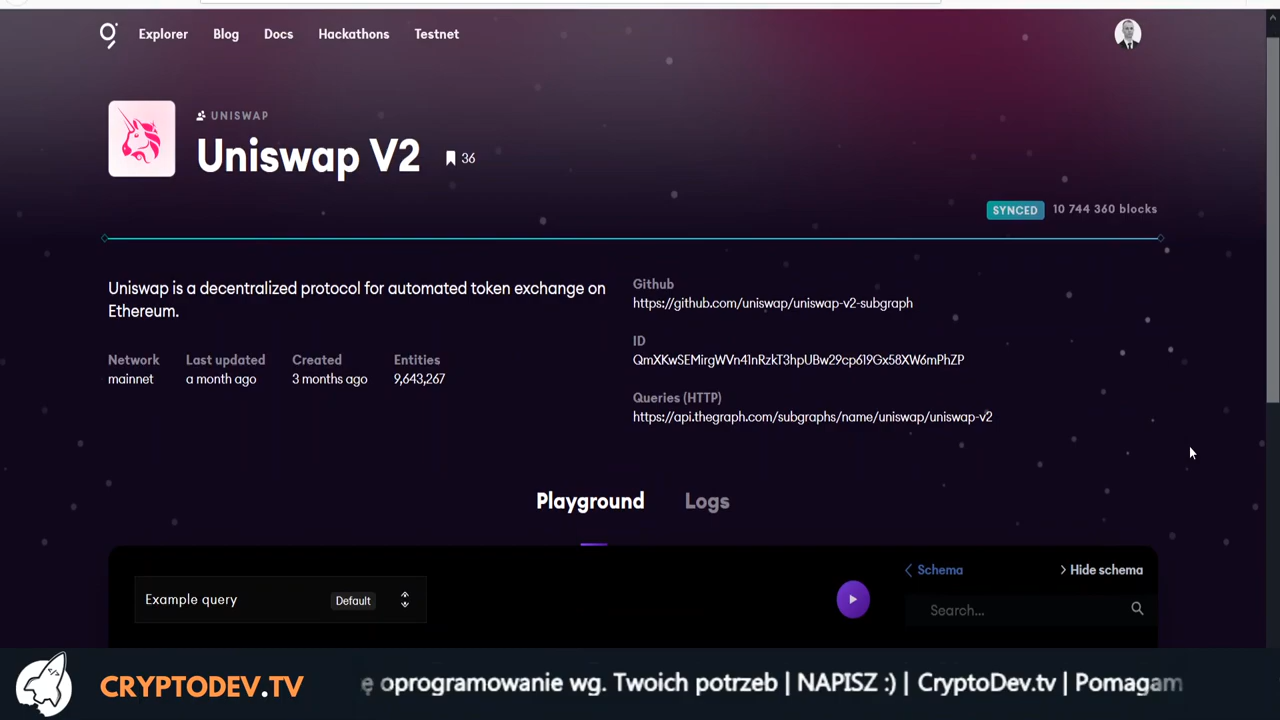 Explorer Blog Docs Hackathons Testnet
UNISWAP
Uniswap V2 36
SYNCED 10 744 360 blocks
Uniswap is a decentralized protocol for automated token exchange on
Ethereum.
Network Last updated Created Entities
mainnet a month ago 3 months ago 9,643,267
Github
https://github.com/uniswap/uniswap-v2-subgraph
ID
QmXKwSEMirgWVn41nRzkT3hpUBw29cp619Gx58XW6mPhZP
Queries (HTTP)
https://api.thegraph.com/subgraphs/name/uniswap/uniswap-v2
Playground Logs
Example query Default
Schema Hide schema
Search...
CRYPTODEV.TV ę oprogramowanie wg. Twoich potrzeb | NAPISZ :) | CryptoDev.tv | Pomagam